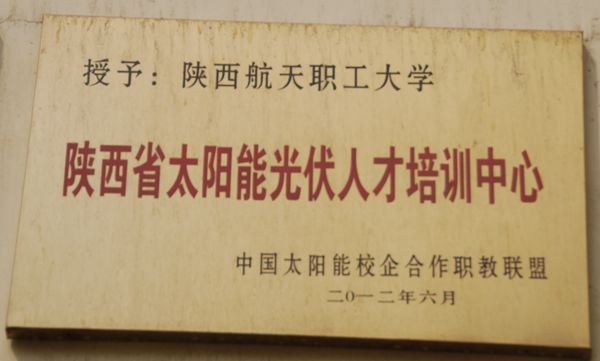 授予：陕西航天职工大学
陕西省太阳能光伏人才培训中心
中国太阳能校企合作职教联盟
二〇一二年六月